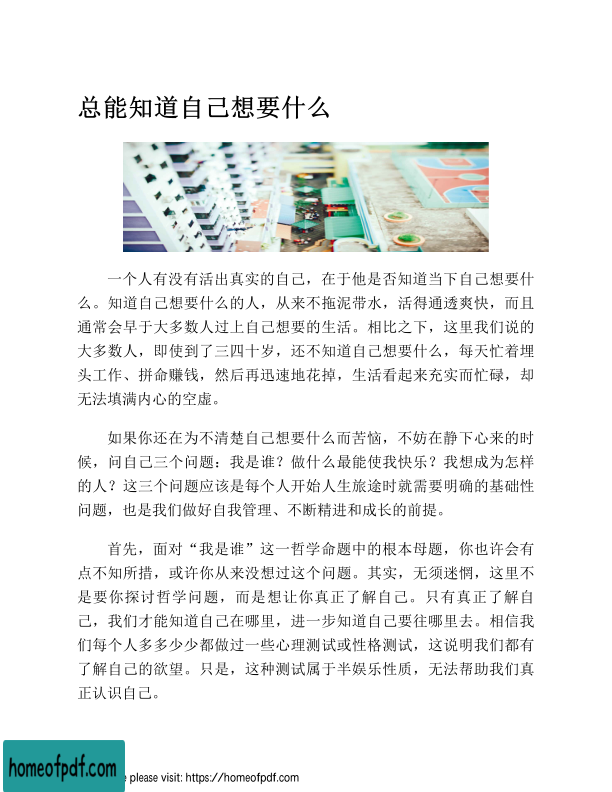 总能知道自己想要什么
一个人有没有活出真实的自己，在于他是否知道当下自己想要什
么。知道自己想要什么的人，从来不拖泥带水，活得通透爽快，而且
通常会早于大多数人过上自己想要的生活。相比之下，这里我们说的
大多数人，即使到了三四十岁，还不知道自己想要什么，每天忙着埋
头工作、拼命赚钱，然后再迅速地花掉，生活看起来充实而忙碌，却
无法填满内心的空虚。
如果你还在为不清楚自己想要什么而苦恼，不妨在静下心来的时
候，问自己三个问题：我是谁？做什么最能使我快乐？我想成为怎样
的人？这三个问题应该是每个人开始人生旅途时就需要明确的基础性
问题，也是我们做好自我管理、不断精进和成长的前提。
首先，面对“我是谁”这一哲学命题中的根本母题，你也许会有
点不知所措，或许你从来没想过这个问题。其实，无须迷惘，这里不
是要你探讨哲学问题，而是想让你真正了解自己。只有真正了解自
己，我们才能知道自己在哪里，进一步知道自己要往哪里去。相信我
们每个人多多少少都做过一些心理测试或性格测试，这说明我们都有
了解自己的欲望。只是，这种测试属于半娱乐性质，无法帮助我们真
正认识自己。
homeofpdf.com
e please visit: https://homeofpdf.com